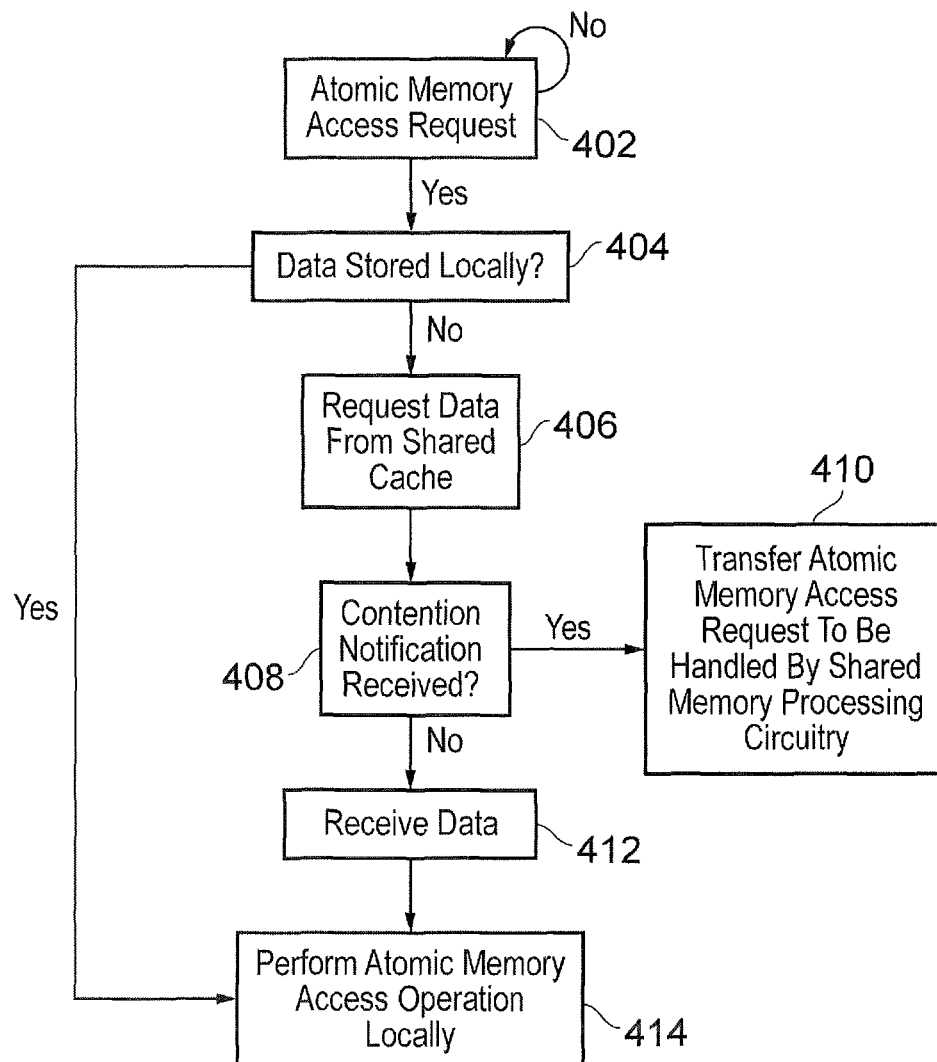 No
Atomic Memory
Access Request
402
Yes
Data Stored Locally?
404
No
Request Data
From Shared
Cache
406
410
Transfer Atomic
Memory Access
Request To Be
Handled By Shared
Memory Processing
Circuitry
Yes
Contention
Notification
Received?
408
Yes
No
Receive Data
412
Perform Atomic Memory
Access Operation
Locally
414